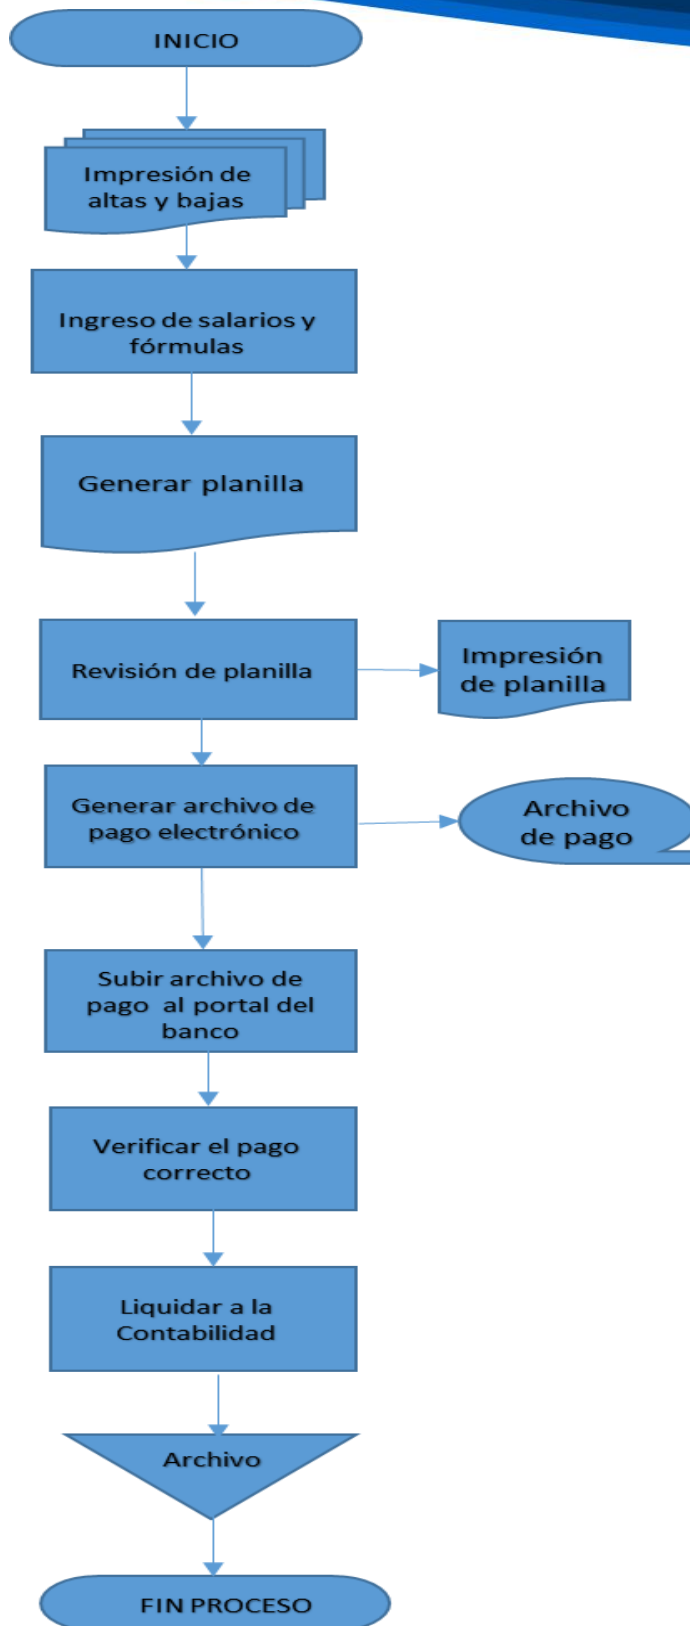 INICIO
Impresión de
altas y bajas
Ingreso de salarios y
fórmulas
Generar planilla
Revisión de planilla
Impresión
de planilla
Generar archivo de
pago electrónico
Archivo
de pago
Subir archivo de
pago al portal del
banco
Verificar el pago
correcto
Liquidar a la
Contabilidad
Archivo
FIN PROCESO